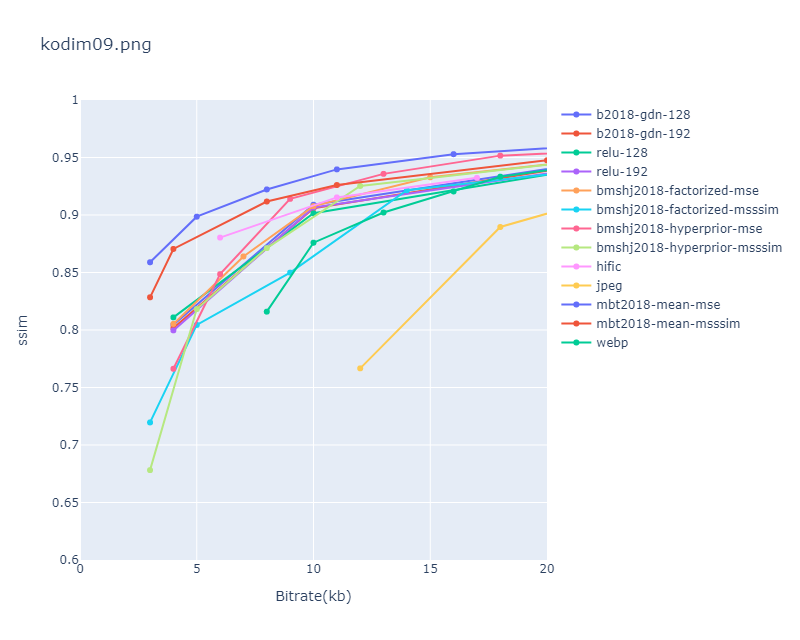 kodim09.png
1
0.95
0.9
0.85
0.8
0.75
0.7
0.65
0.6
0
5
10
15
20
ssim
Bitrate(kb)
b2018-gdn-128
b2018-gdn-192
relu-128
relu-192
bmshj2018-factorized-mse
bmshj2018-factorized-msssim
bmshj2018-hyperprior-mse
bmshj2018-hyperprior-msssim
hific
jpeg
mbt2018-mean-mse
mbt2018-mean-msssim
webp